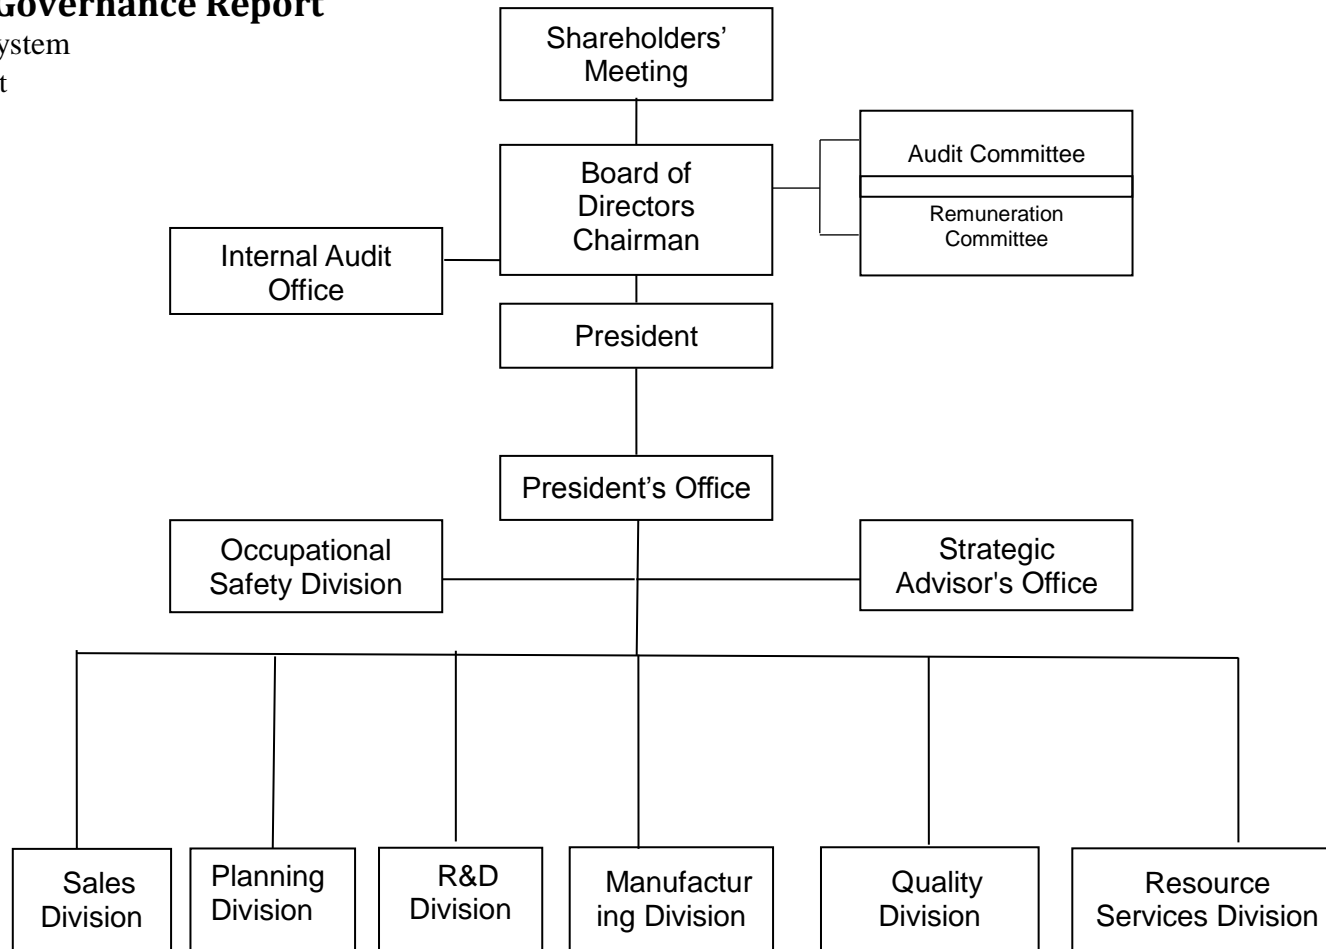 Governance Report
ystem
t
Shareholders’
Meeting
Board of
Directors
Chairman
Audit Committee
Remuneration
Committee
Internal Audit
Office
President
President’s Office
Occupational
Safety Division
Strategic
Advisor's Office
Sales
Division
Planning
Division
R&D
Division
Manufactur
ing Division
Quality
Division
Resource
Services Division